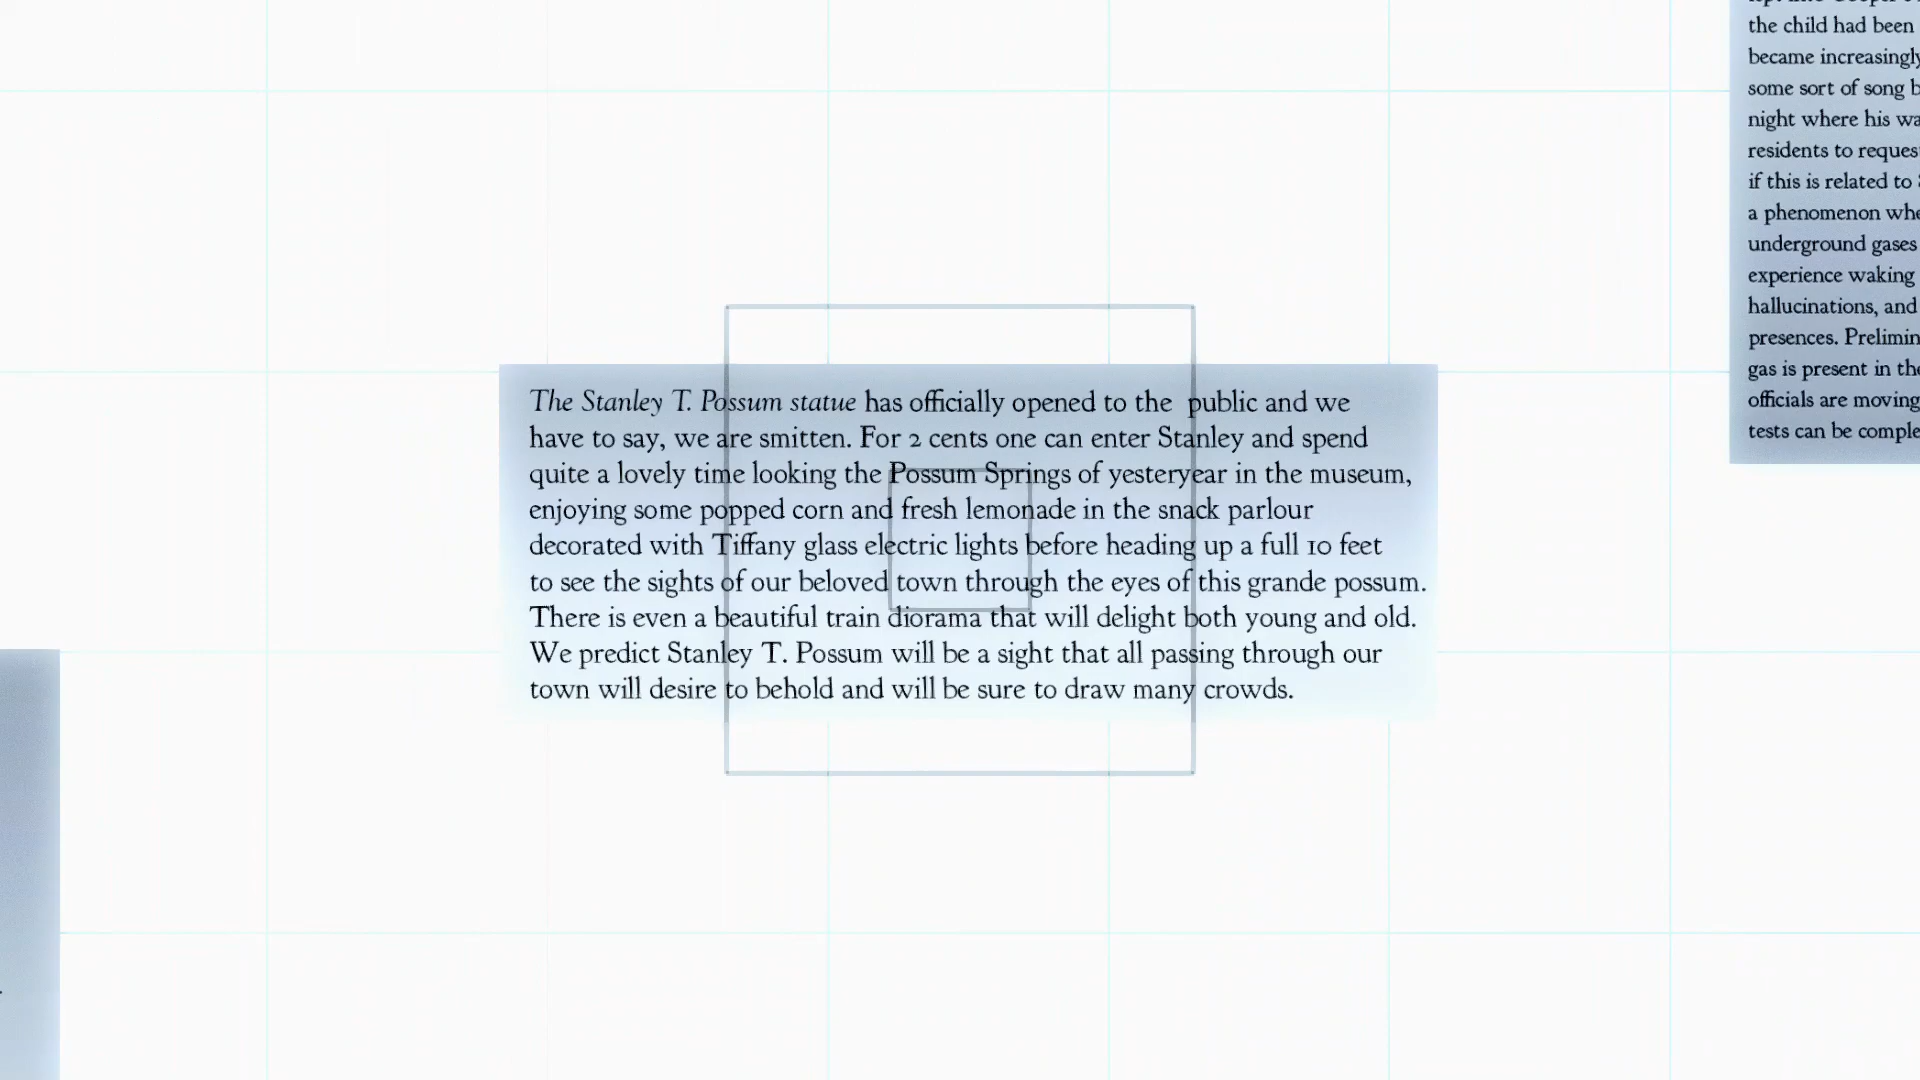 The Stanley T. Possum statue has officially opened to the public and we
have to say, we are smitten. For 2 cents one can enter Stanley and spend
quite a lovely time looking the Possum Springs of yesteryear in the museum,
enjoying some popped corn and fresh lemonade in the snack parlour
decorated with Tiffany glass electric lights before heading up a full 10 feet
to see the sights of our beloved town through the eyes of this grande possum.
There is even a beautiful train diorama that will delight both young and old.
We predict Stanley T. Possum will be a sight that all passing through our
town will desire to behold and will be sure to draw many crowds.
the child had been
became increasingly
some sort of song
night where his
residents to
if this is related to
a phenomenon
underground gases
experience waking
hallucinations, and
presences.
gas is present in
officials are moving
tests can be